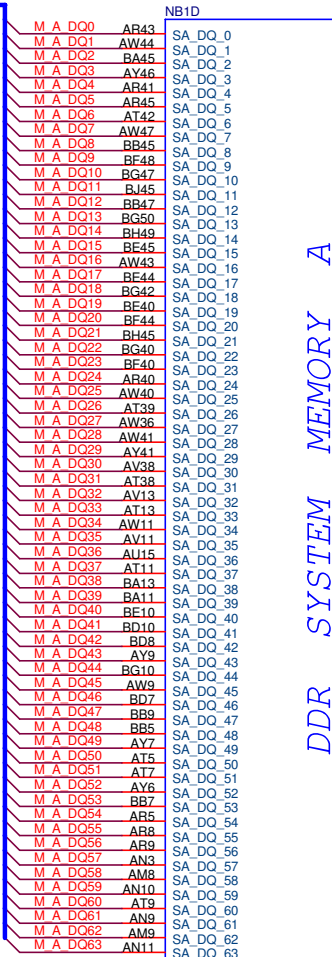 NB1D
M_A_DQ0 AR43 SA_DQ_0
M_A_DQ1 AW44 SA_DQ_1
M_A_DQ2 BA45 SA_DQ_2
M_A_DQ3 AY46 SA_DQ_3
M_A_DQ4 AR41 SA_DQ_4
M_A_DQ5 AR45 SA_DQ_5
M_A_DQ6 AT42 SA_DQ_6
M_A_DQ7 AW47 SA_DQ_7
M_A_DQ8 BB45 SA_DQ_8
M_A_DQ9 BF48 SA_DQ_9
M_A_DQ10 BG47 SA_DQ_10
M_A_DQ11 BJ45 SA_DQ_11
M_A_DQ12 BB47 SA_DQ_12
M_A_DQ13 BG50 SA_DQ_13
M_A_DQ14 BH49 SA_DQ_14
M_A_DQ15 BE45 SA_DQ_15
M_A_DQ16 AW43 SA_DQ_16
M_A_DQ17 BE44 SA_DQ_17
M_A_DQ18 BG42 SA_DQ_18
M_A_DQ19 BE40 SA_DQ_19
M_A_DQ20 BF44 SA_DQ_20
M_A_DQ21 BH45 SA_DQ_21
M_A_DQ22 BG40 SA_DQ_22
M_A_DQ23 BF40 SA_DQ_23
M_A_DQ24 AR40 SA_DQ_24
M_A_DQ25 AW40 SA_DQ_25
M_A_DQ26 AT39 SA_DQ_26
M_A_DQ27 AW36 SA_DQ_27
M_A_DQ28 AW41 SA_DQ_28
M_A_DQ29 AY41 SA_DQ_29
M_A_DQ30 AV38 SA_DQ_30
M_A_DQ31 AT38 SA_DQ_31
M_A_DQ32 AV13 SA_DQ_32
M_A_DQ33 AT13 SA_DQ_33
M_A_DQ34 AW11 SA_DQ_34
M_A_DQ35 AV11 SA_DQ_35
M_A_DQ36 AU15 SA_DQ_36
M_A_DQ37 AT11 SA_DQ_37
M_A_DQ38 BA13 SA_DQ_38
M_A_DQ39 BA11 SA_DQ_39
M_A_DQ40 BE10 SA_DQ_40
M_A_DQ41 BD10 SA_DQ_41
M_A_DQ42 BD8 SA_DQ_42
M_A_DQ43 AY9 SA_DQ_43
M_A_DQ44 BG10 SA_DQ_44
M_A_DQ45 AW9 SA_DQ_45
M_A_DQ46 BD7 SA_DQ_46
M_A_DQ47 BB9 SA_DQ_47
M_A_DQ48 BB5 SA_DQ_48
M_A_DQ49 AY7 SA_DQ_49
M_A_DQ50 AT5 SA_DQ_50
M_A_DQ51 AT7 SA_DQ_51
M_A_DQ52 AY6 SA_DQ_52
M_A_DQ53 BB7 SA_DQ_53
M_A_DQ54 AR5 SA_DQ_54
M_A_DQ55 AR8 SA_DQ_55
M_A_DQ56 AR9 SA_DQ_56
M_A_DQ57 AN3 SA_DQ_57
M_A_DQ58 AM8 SA_DQ_58
M_A_DQ59 AN10 SA_DQ_59
M_A_DQ60 AT9 SA_DQ_60
M_A_DQ61 AN9 SA_DQ_61
M_A_DQ62 AM9 SA_DQ_62
M_A_DQ63 AN11 SA_DQ_63
DDR SYSTEM MEMORY A